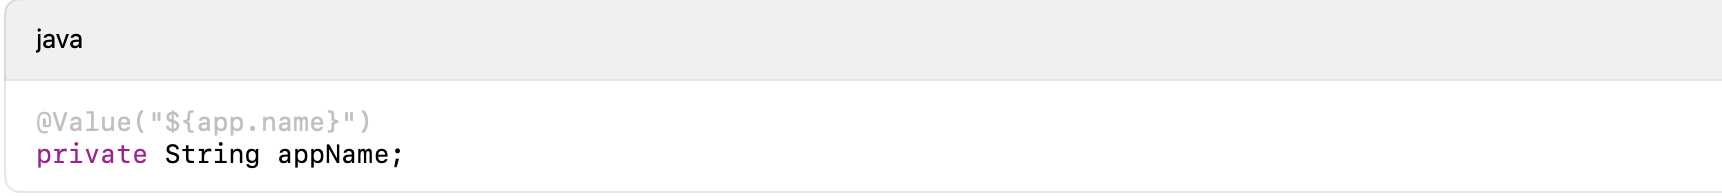 java
@Value("${app.name}")
private String appName;